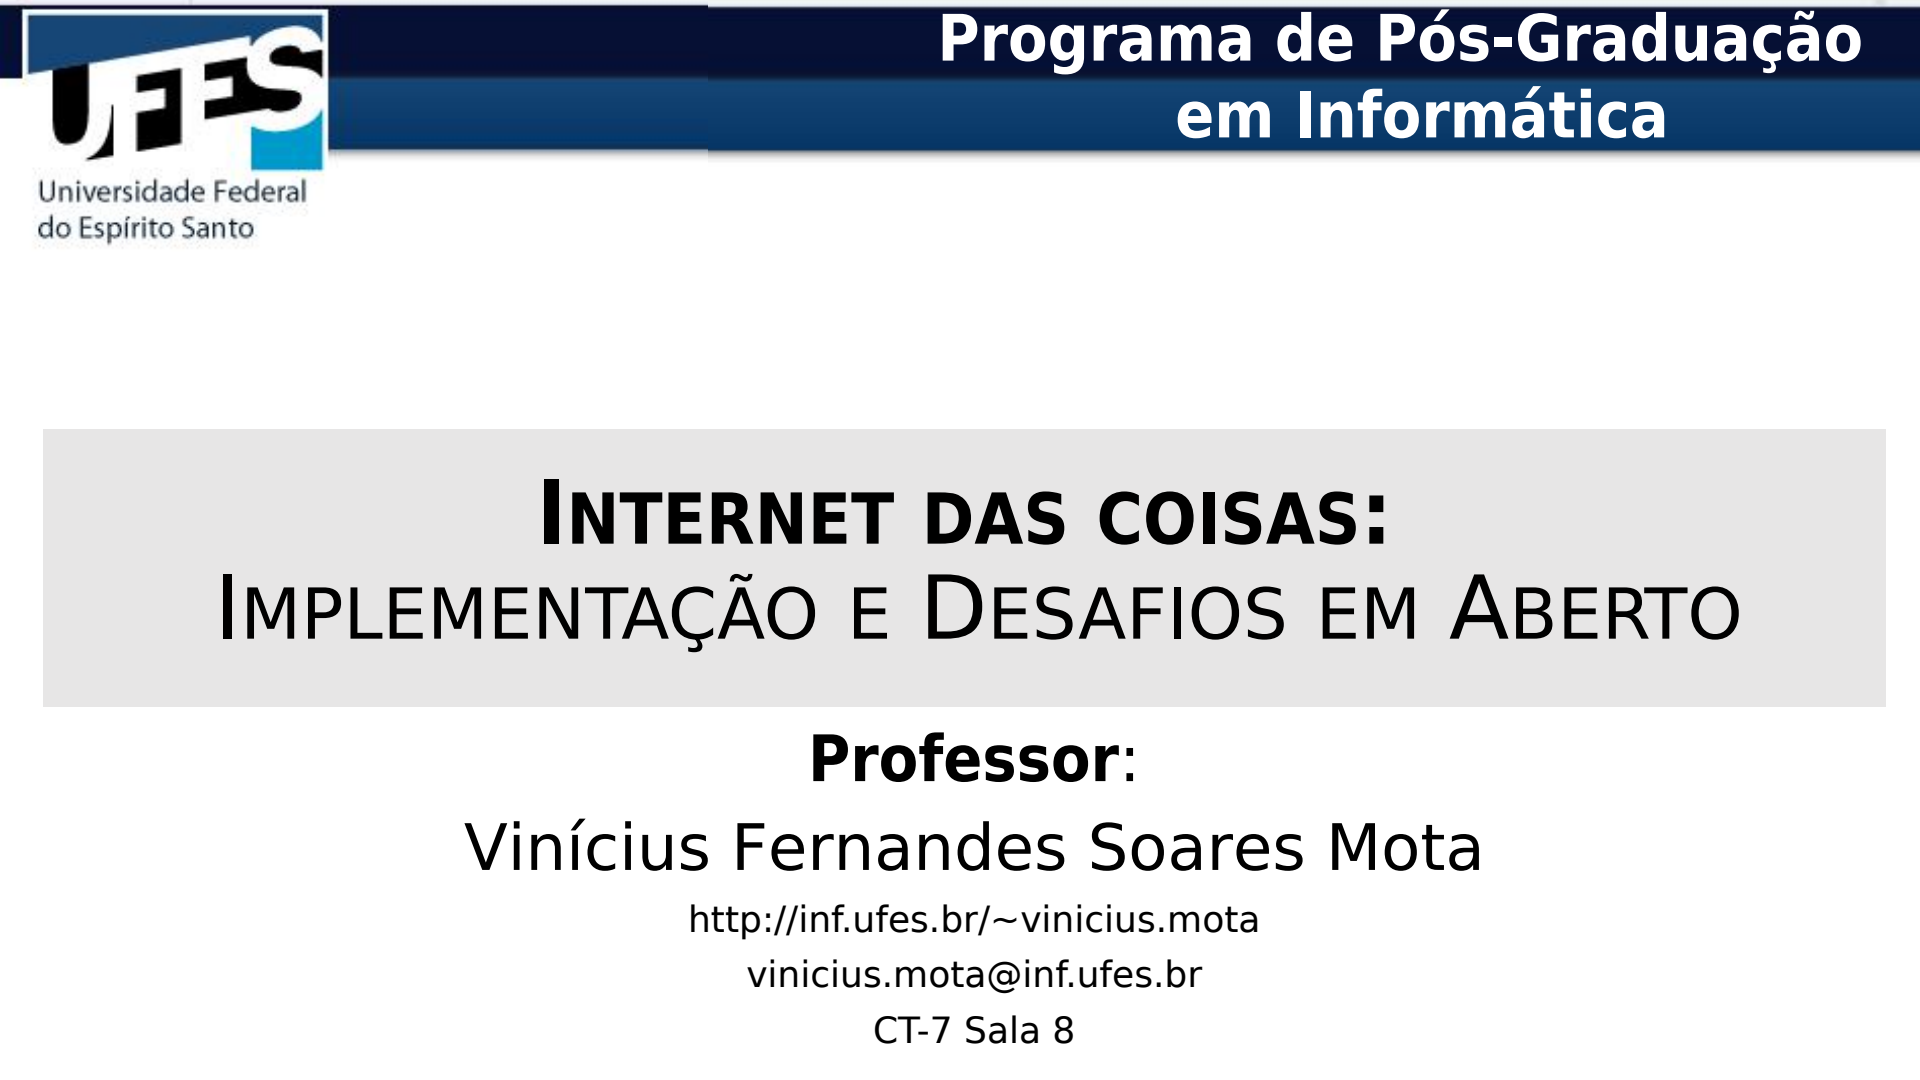 Programa de Pós-Graduação
em Informática
UFES
Universidade Federal
do Espírito Santo
INTERNET DAS COISAS:
IMPLEMENTAÇÃO E DESAFIOS EM ABERTO
Professor:
Vinícius Fernandes Soares Mota
http://inf.ufes.br/~vinicius.mota
vinicius.mota@inf.ufes.br
CT-7 Sala 8